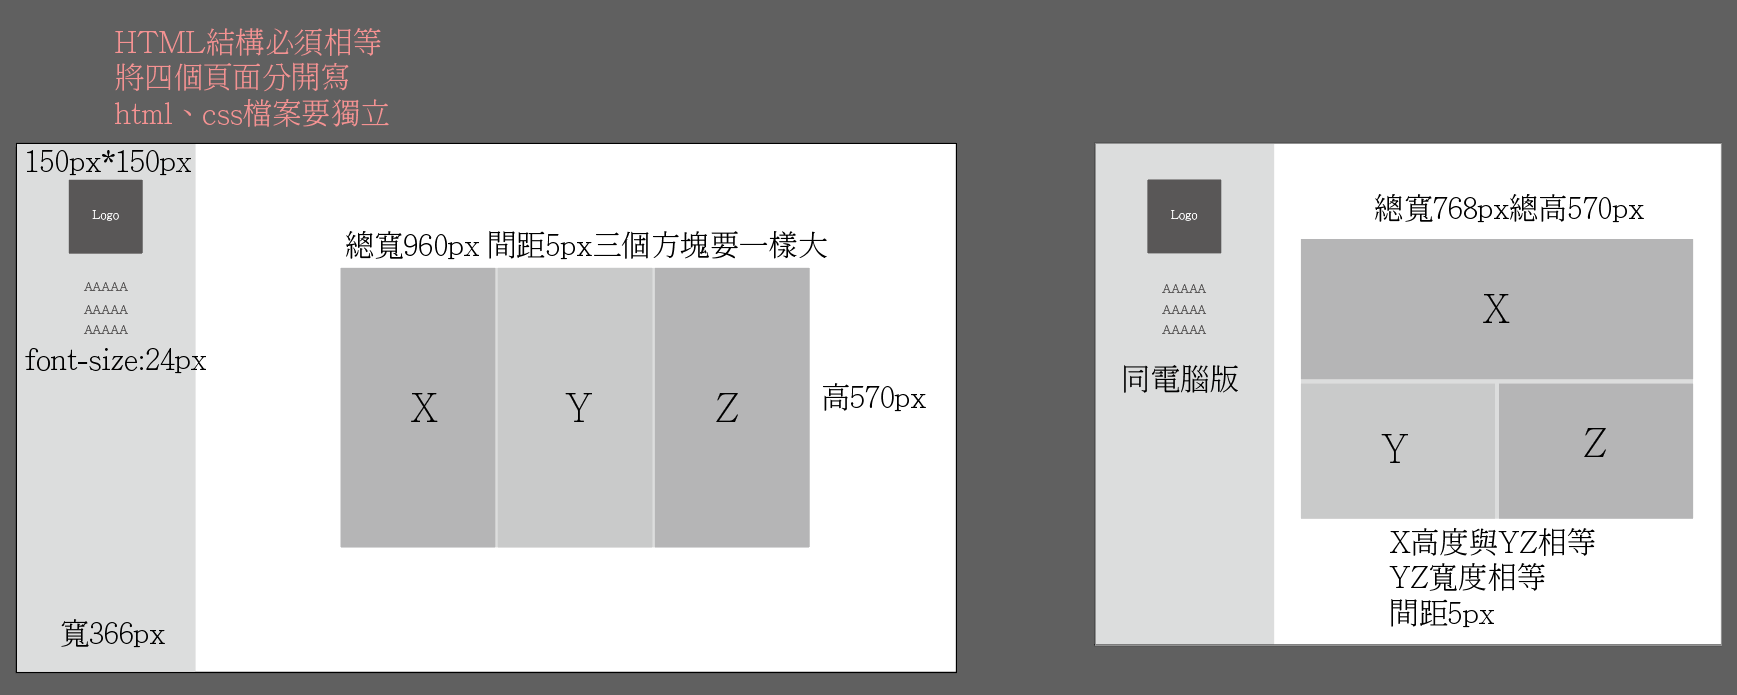 HTML結構必須相等
將四個頁面分開寫
html、css檔案要獨立
150px*150px
Logo
AAAAA
AAAAA
AAAAA
font-size:24px
寬366px
總寬960px 間距5px三個方塊要一樣大
X
Y
Z
高570px
Logo
AAAAA
AAAAA
AAAAA
同電腦版
總寬768px總高570px
X
Y
Z
X高度與YZ相等
YZ寬度相等
間距5px